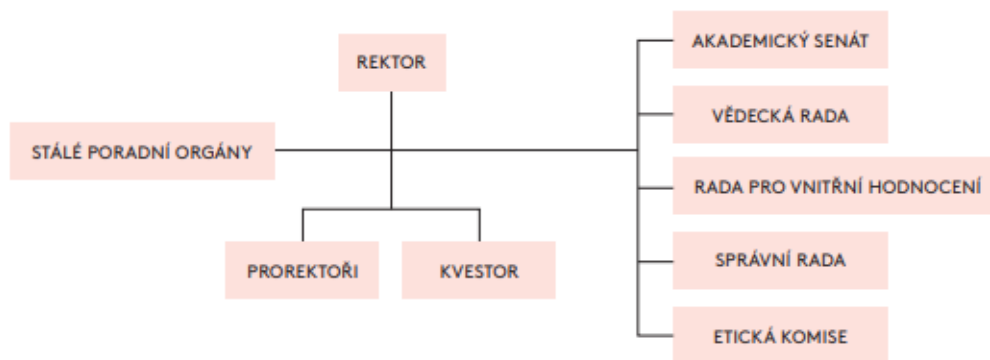 AKADEMICKÝ SENÁT
REKTOR
VĚDECKÁ RADA
STÁLÉ PORADNÍ ORGÁNY
RADA PRO VNITŘNÍ HODNOCENÍ
SPRÁVNÍ RADA
PROREKTOŘI
KVESTOR
ETICKÁ KOMISE